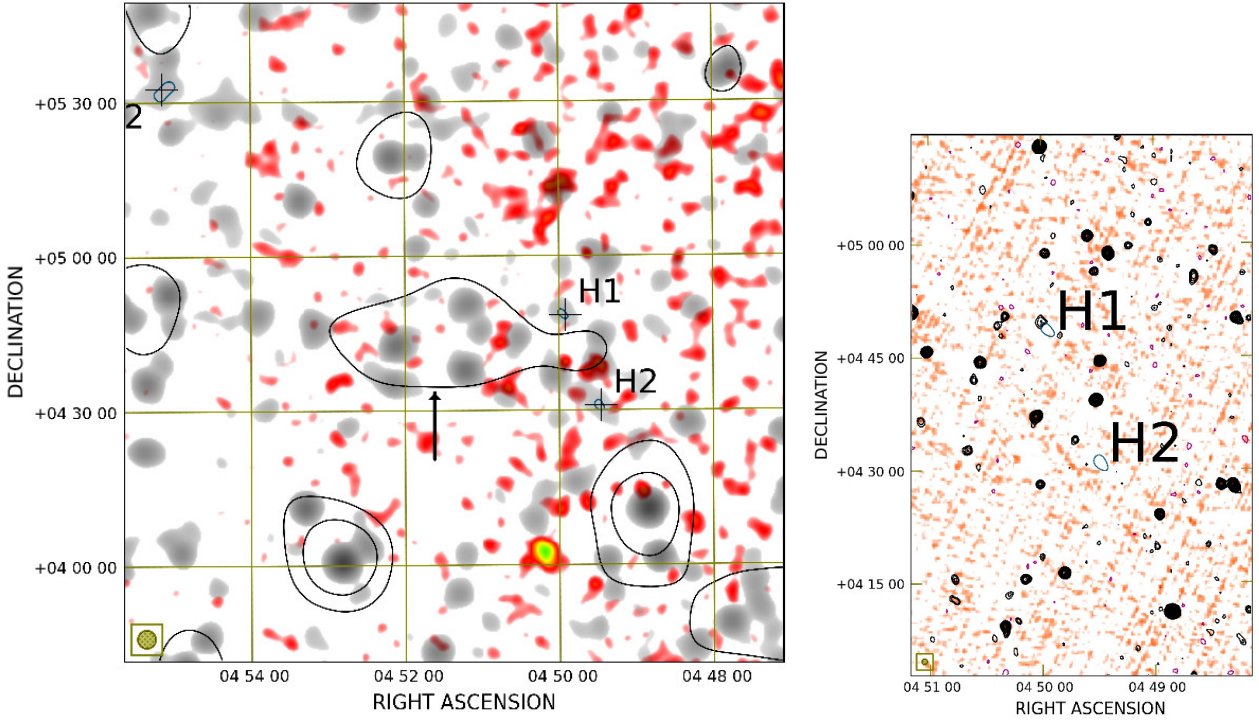 2
+05 30 00
+05 00 00
+04 30 00
+04 00 00
DECLINATION
H1
H2
04 54 00
04 52 00
04 50 00
04 48 00
RIGHT ASCENSION
+05 00 00
+04 45 00
+04 30 00
+04 15 00
DECLINATION
H1
H2
04 51 00
04 50 00
04 49 00
RIGHT ASCENSION